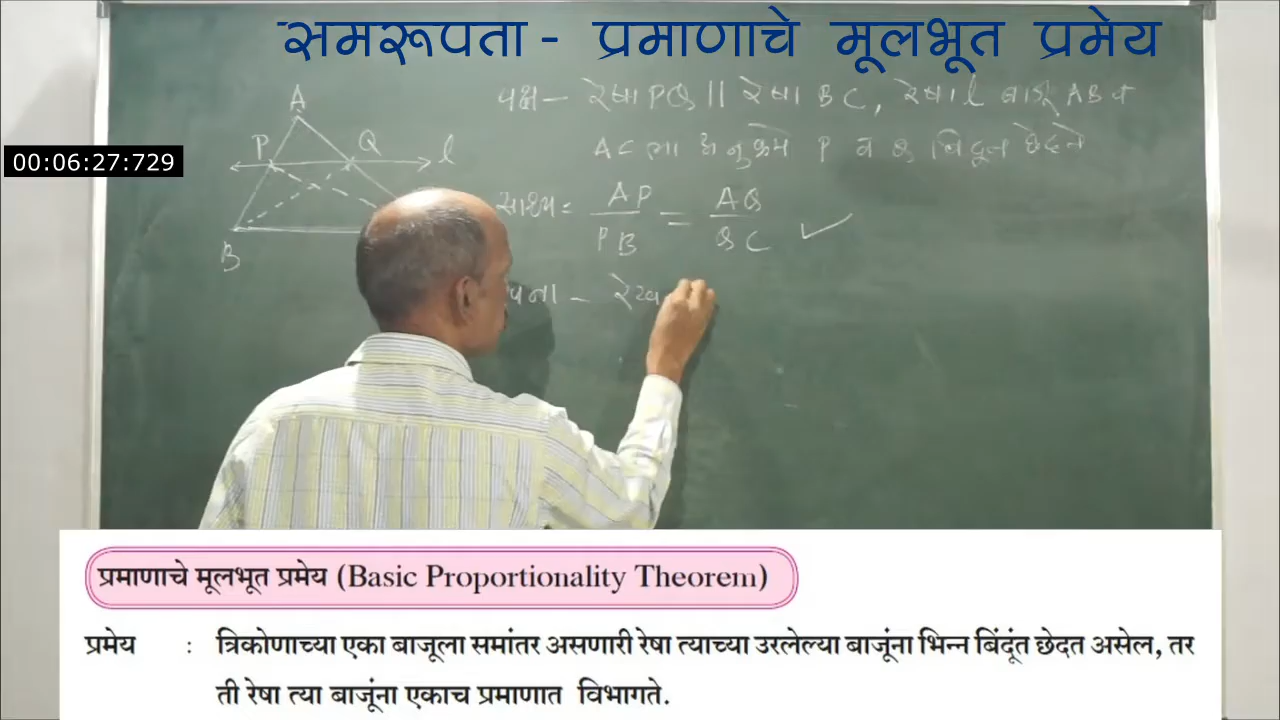 समरूपता - प्रमाणाचे मूलभूत प्रमेय
00:06:27:729
A
P
Q
l
B
पक्ष - रेषा PQ || रेषा BC, रेषा l बाजू AB व
AC ला अनुक्रमे P व Q बिंदूत छेदते
साध्य = AP/PB = AQ/QC ✓
पना - रेख
प्रमाणाचे मूलभूत प्रमेय (Basic Proportionality Theorem)
प्रमेय : त्रिकोणाच्या एका बाजूला समांतर असणारी रेषा त्याच्या उरलेल्या बाजूंना भिन्न बिंदूंत छेदत असेल, तर
ती रेषा त्या बाजूंना एकाच प्रमाणात विभागते.